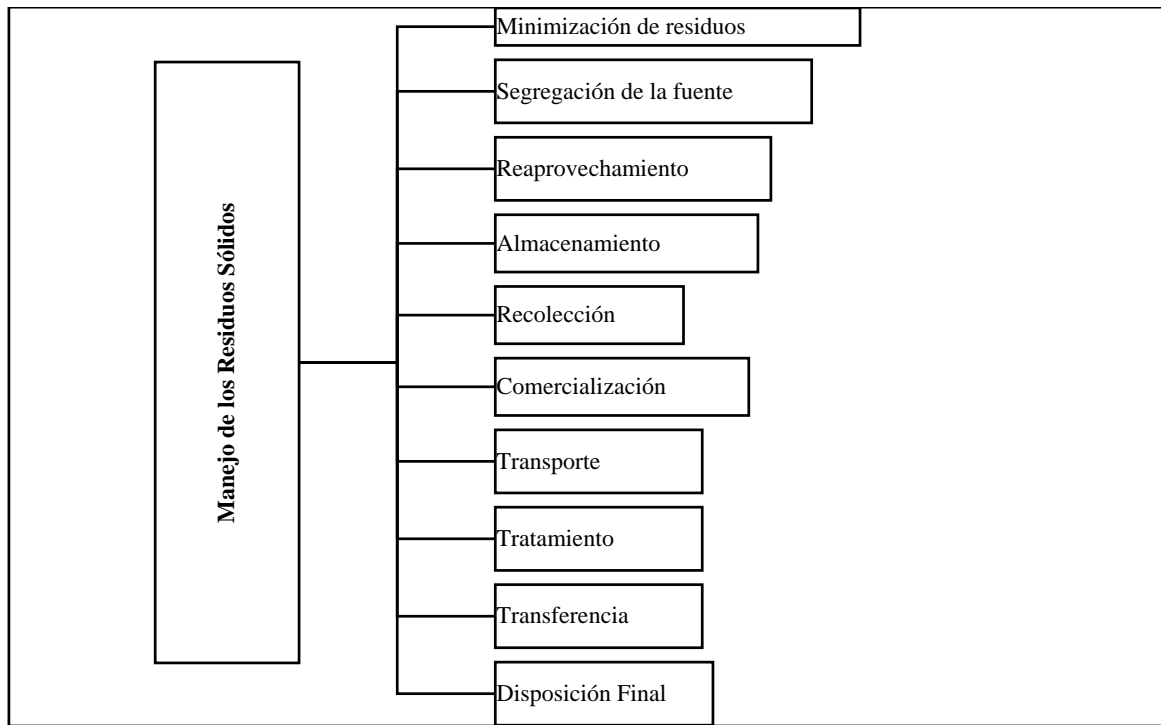 Manejo de los Residuos Sólidos
Minimización de residuos
Segregación de la fuente
Reaprovechamiento
Almacenamiento
Recolección
Comercialización
Transporte
Tratamiento
Transferencia
Disposición Final